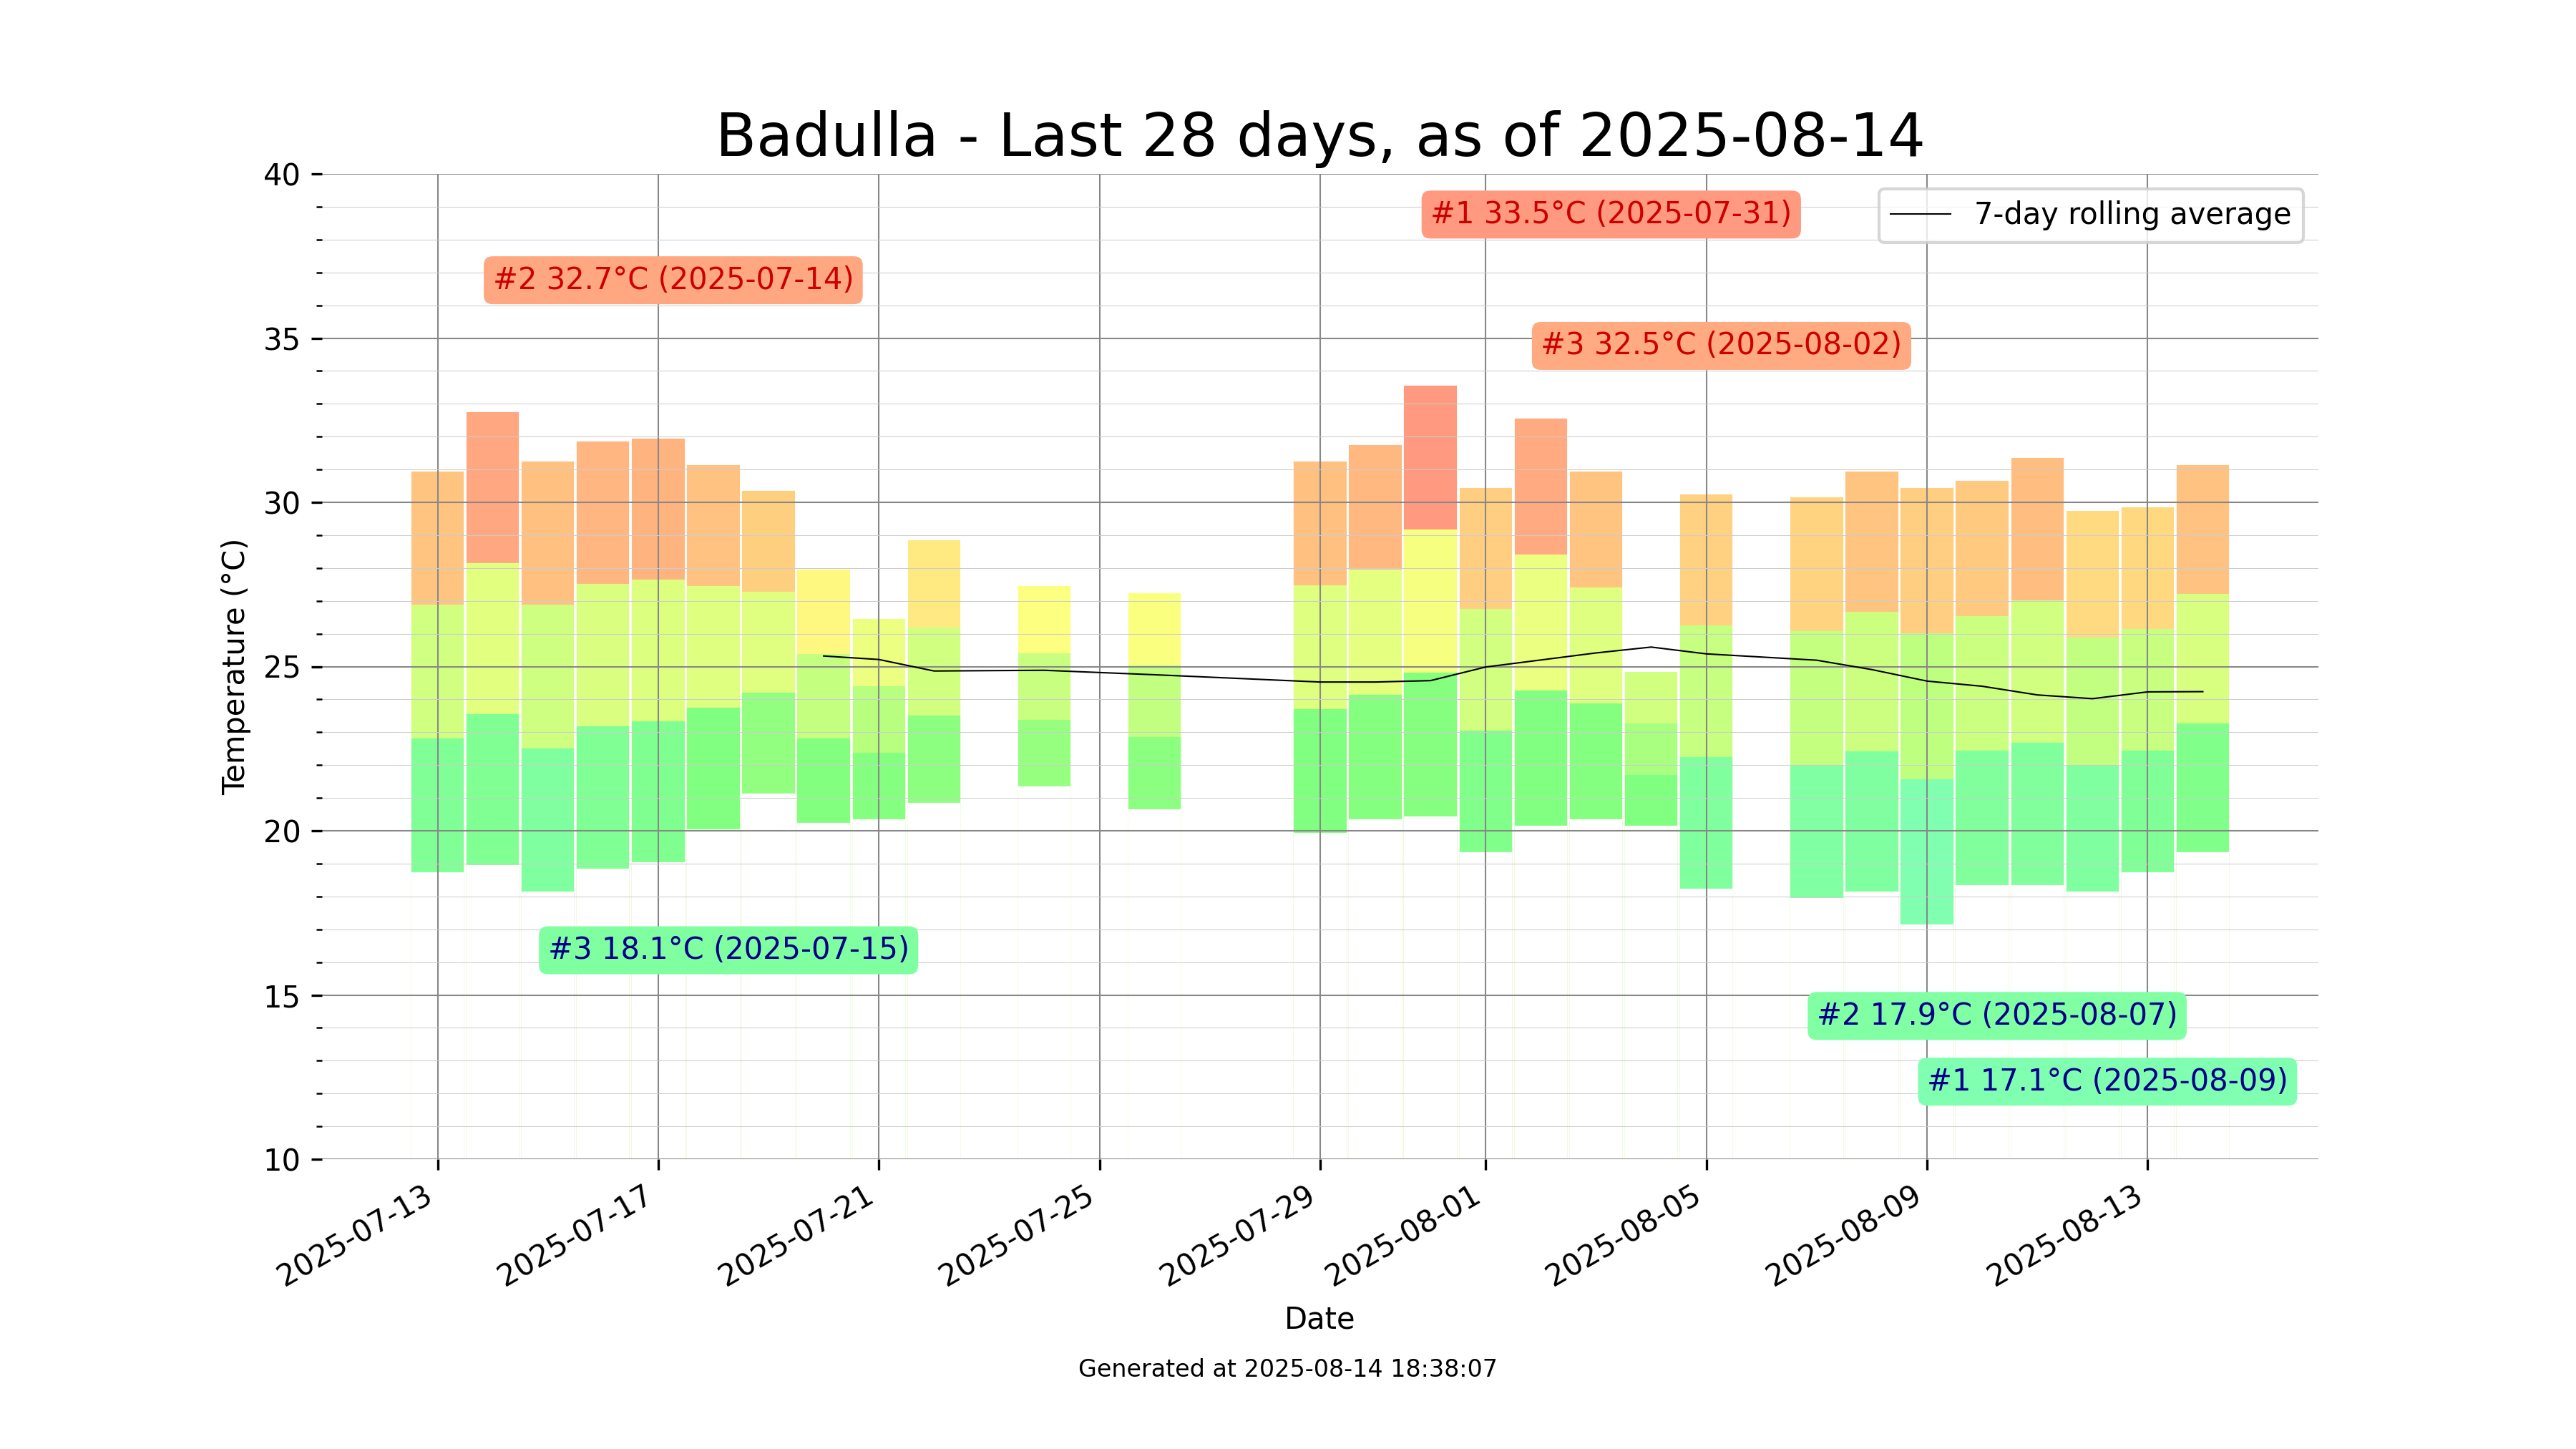 Badulla - Last 28 days, as of 2025-08-14
40
35
30
25
20
15
10
Temperature (°C)
#1 33.5°C (2025-07-31)
7-day rolling average
#2 32.7°C (2025-07-14)
#3 32.5°C (2025-08-02)
#3 18.1°C (2025-07-15)
#2 17.9°C (2025-08-07)
#1 17.1°C (2025-08-09)
2025-07-13
2025-07-17
2025-07-21
2025-07-25
2025-07-29
2025-08-01
2025-08-05
2025-08-09
2025-08-13
Date
Generated at 2025-08-14 18:38:07